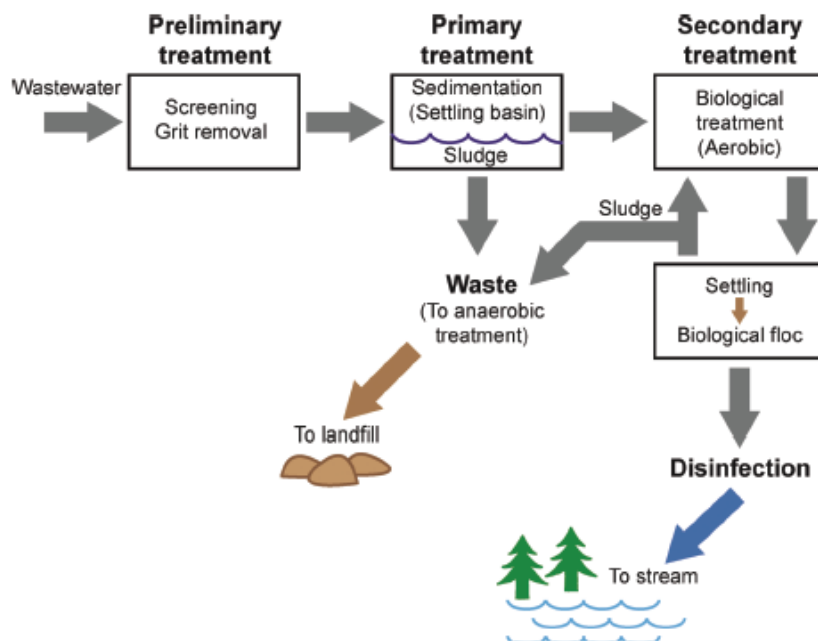 Preliminary
treatment
Primary
treatment
Secondary
treatment
Wastewater
Screening
Grit removal
Sedimentation
(Settling basin)
Sludge
Biological
treatment
(Aerobic)
Sludge
Waste
(To anaerobic
treatment)
Settling
Biological floc
To landfill
Disinfection
To stream